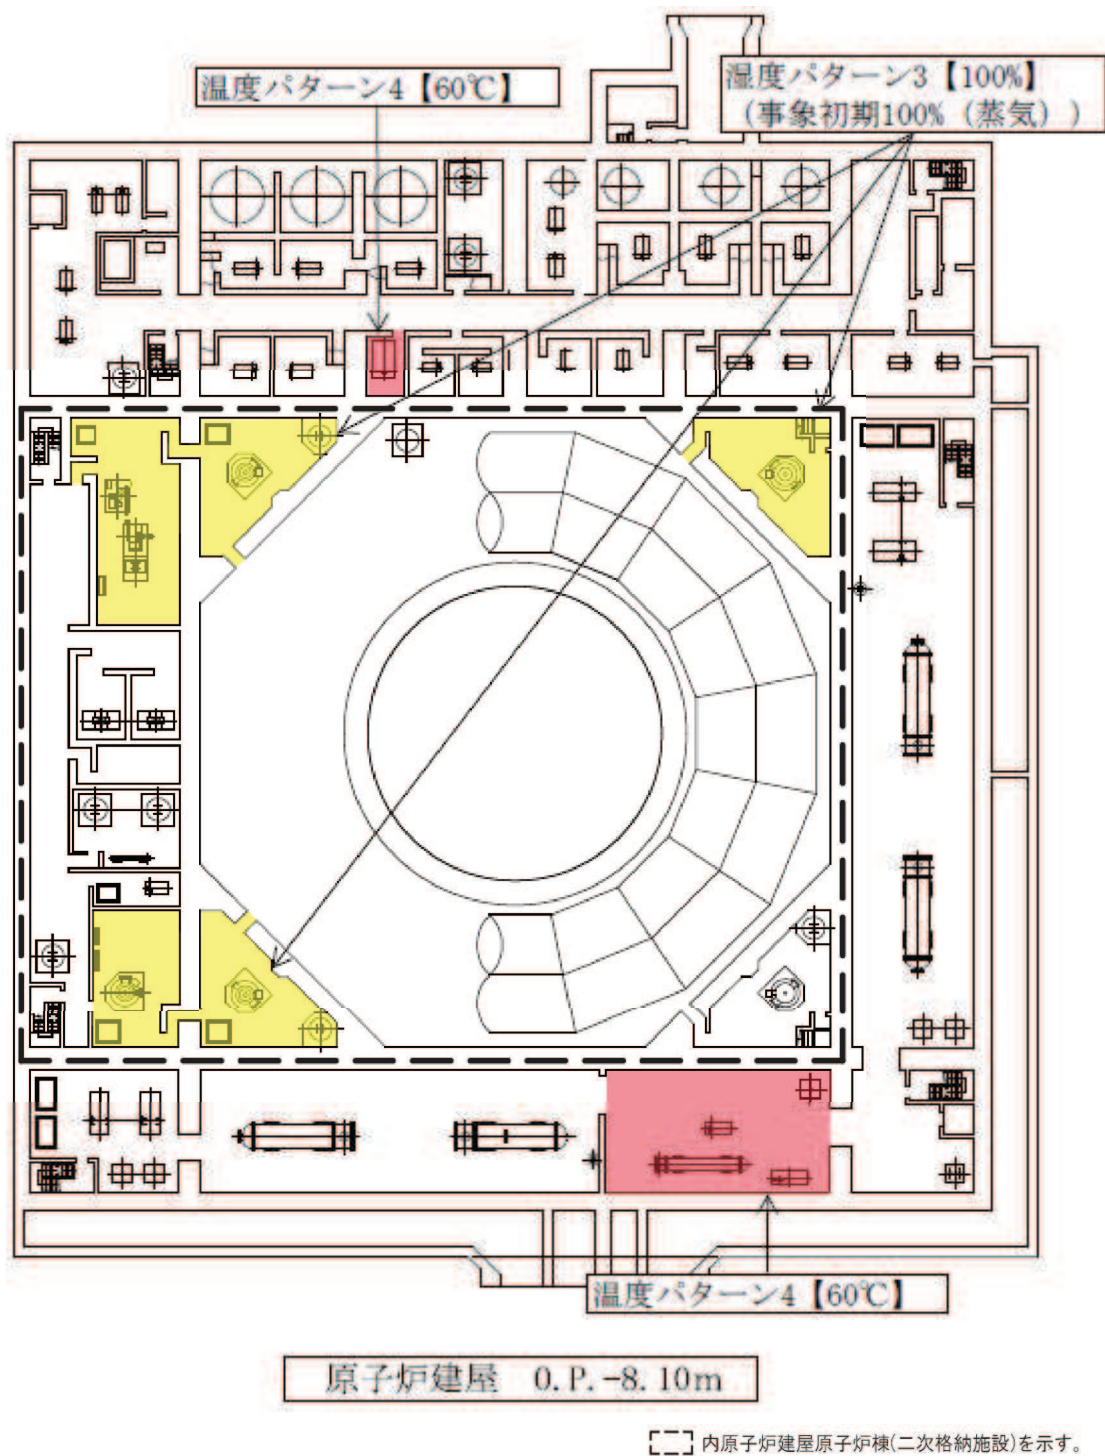 温度パターン4【60℃】
湿度パターン3【100%】
（事象初期100%（蒸気））
温度パターン4【60℃】
原子炉建屋　O.P.-8.10m
内原子炉建屋原子炉棟(二次格納施設)を示す。